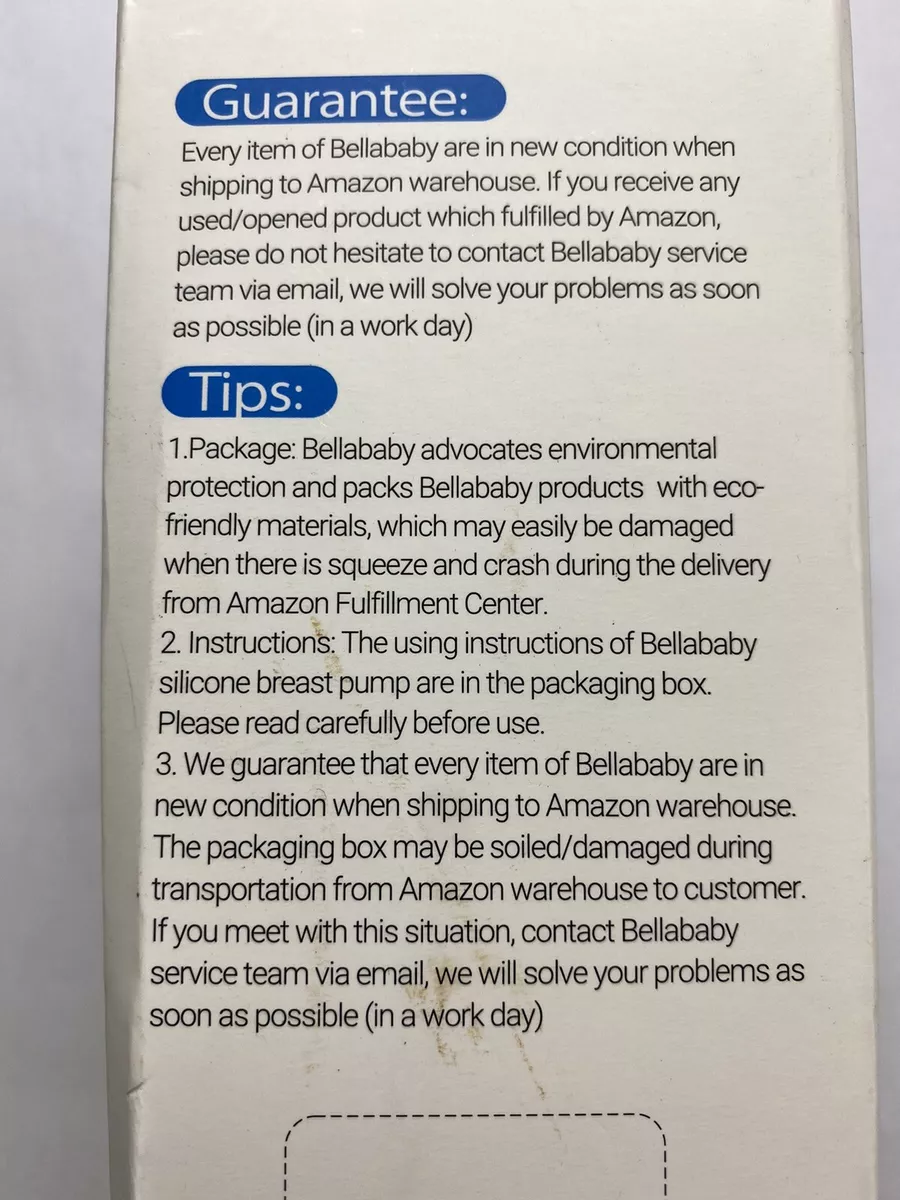 Guarantee:
Every item of Bellababy are in new condition when
shipping to Amazon warehouse. If you receive any
used/opened product which fulfilled by Amazon,
please do not hesitate to contact Bellababy service
team via email, we will solve your problems as soon
as possible (in a work day)
Tips:
1.Package: Bellababy advocates environmental
protection and packs Bellababy products with eco-
friendly materials, which may easily be damaged
when there is squeeze and crash during the delivery
from Amazon Fulfillment Center.
2. Instructions: The using instructions of Bellababy
silicone breast pump are in the packaging box.
Please read carefully before use.
3. We guarantee that every item of Bellababy are in
new condition when shipping to Amazon warehouse.
The packaging box may be soiled/damaged during
transportation from Amazon warehouse to customer.
If you meet with this situation, contact Bellababy
service team via email, we will solve your problems as
soon as possible (in a work day)